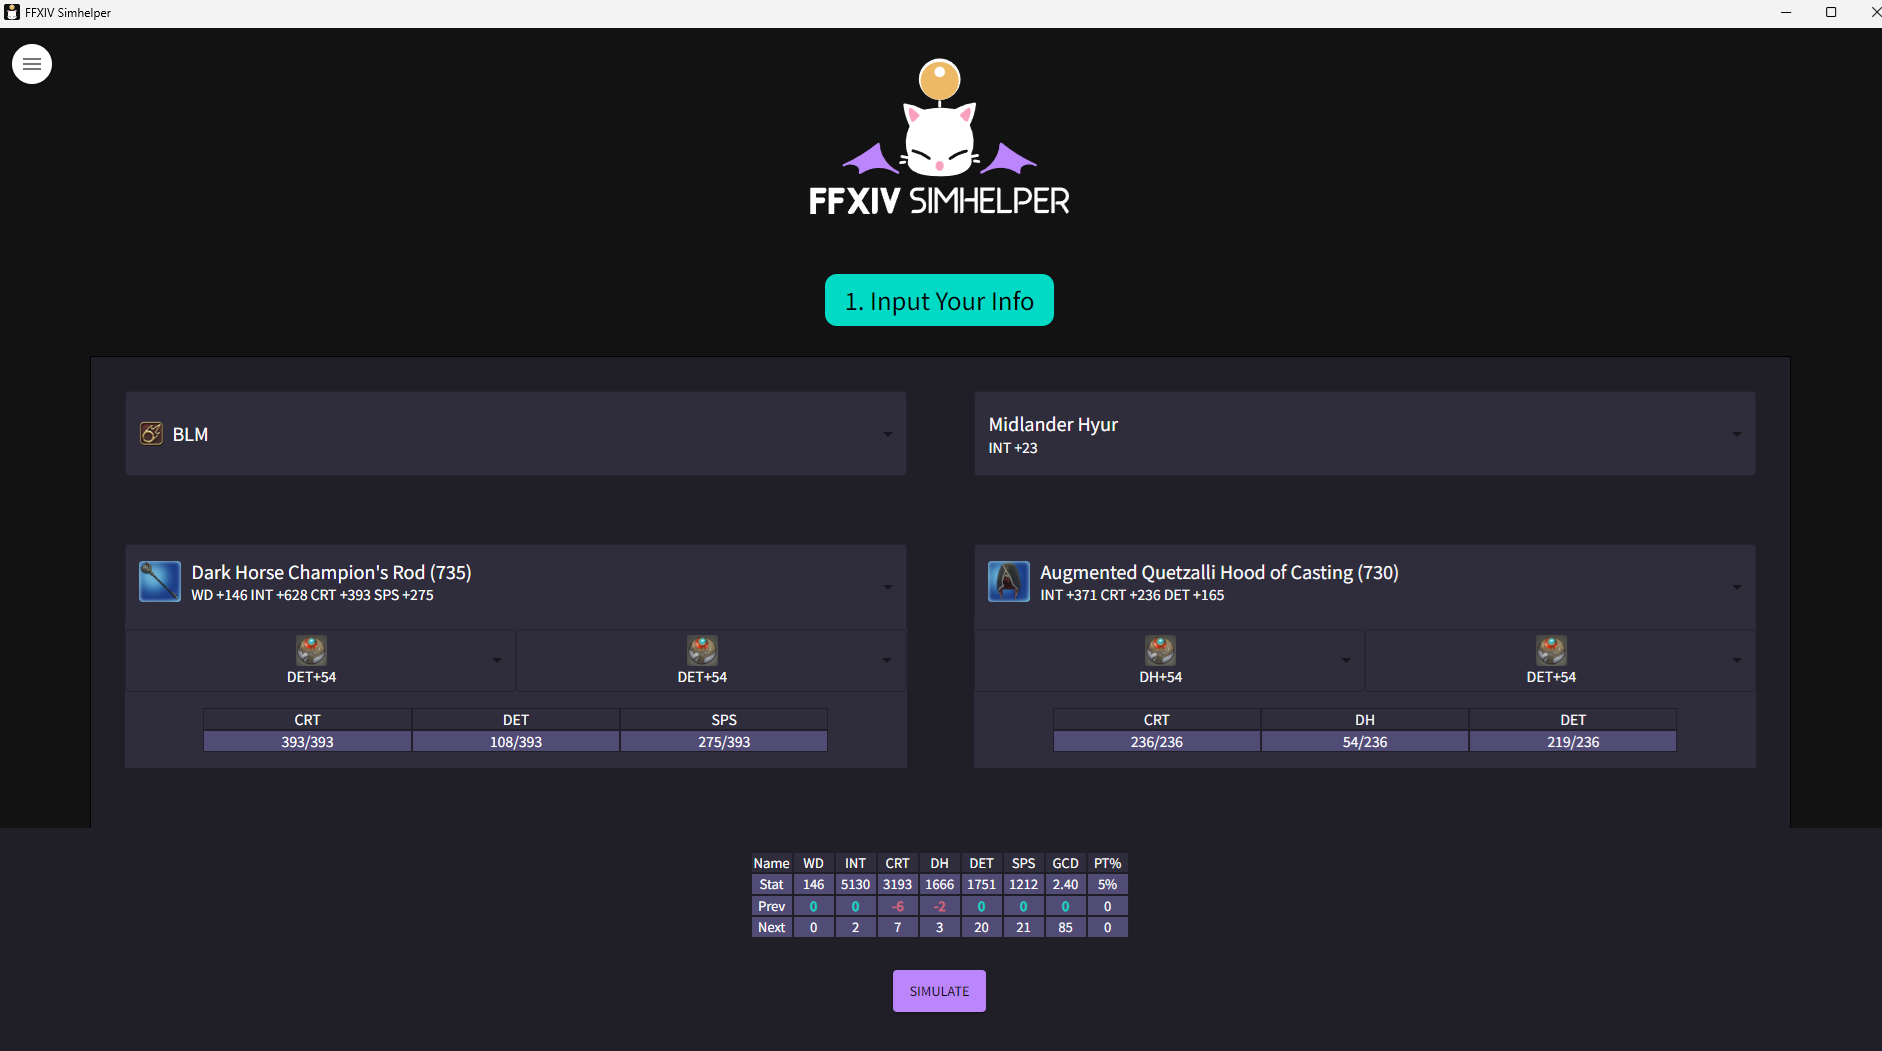 FFXIV Simhelper
FFXIV SIMHELPER
1. Input Your Info
BLM
Midlander Hyur
INT +23
Dark Horse Champion's Rod (735)
WD +146 INT +628 CRT +393 SPS +275
DET+54
DET+54
CRT DET SPS
393/393 108/393 275/393
Augmented Quetzalli Hood of Casting (730)
INT +371 CRT +236 DET +165
DH+54
DET+54
CRT DH DET
236/236 54/236 219/236
Name WD INT CRT DH DET SPS GCD PT%
Stat 146 5130 3193 1666 1751 1212 2.40 5%
Prev 0 0 -6 -2 0 0 0 0
Next 0 2 7 3 20 21 85 0
SIMULATE